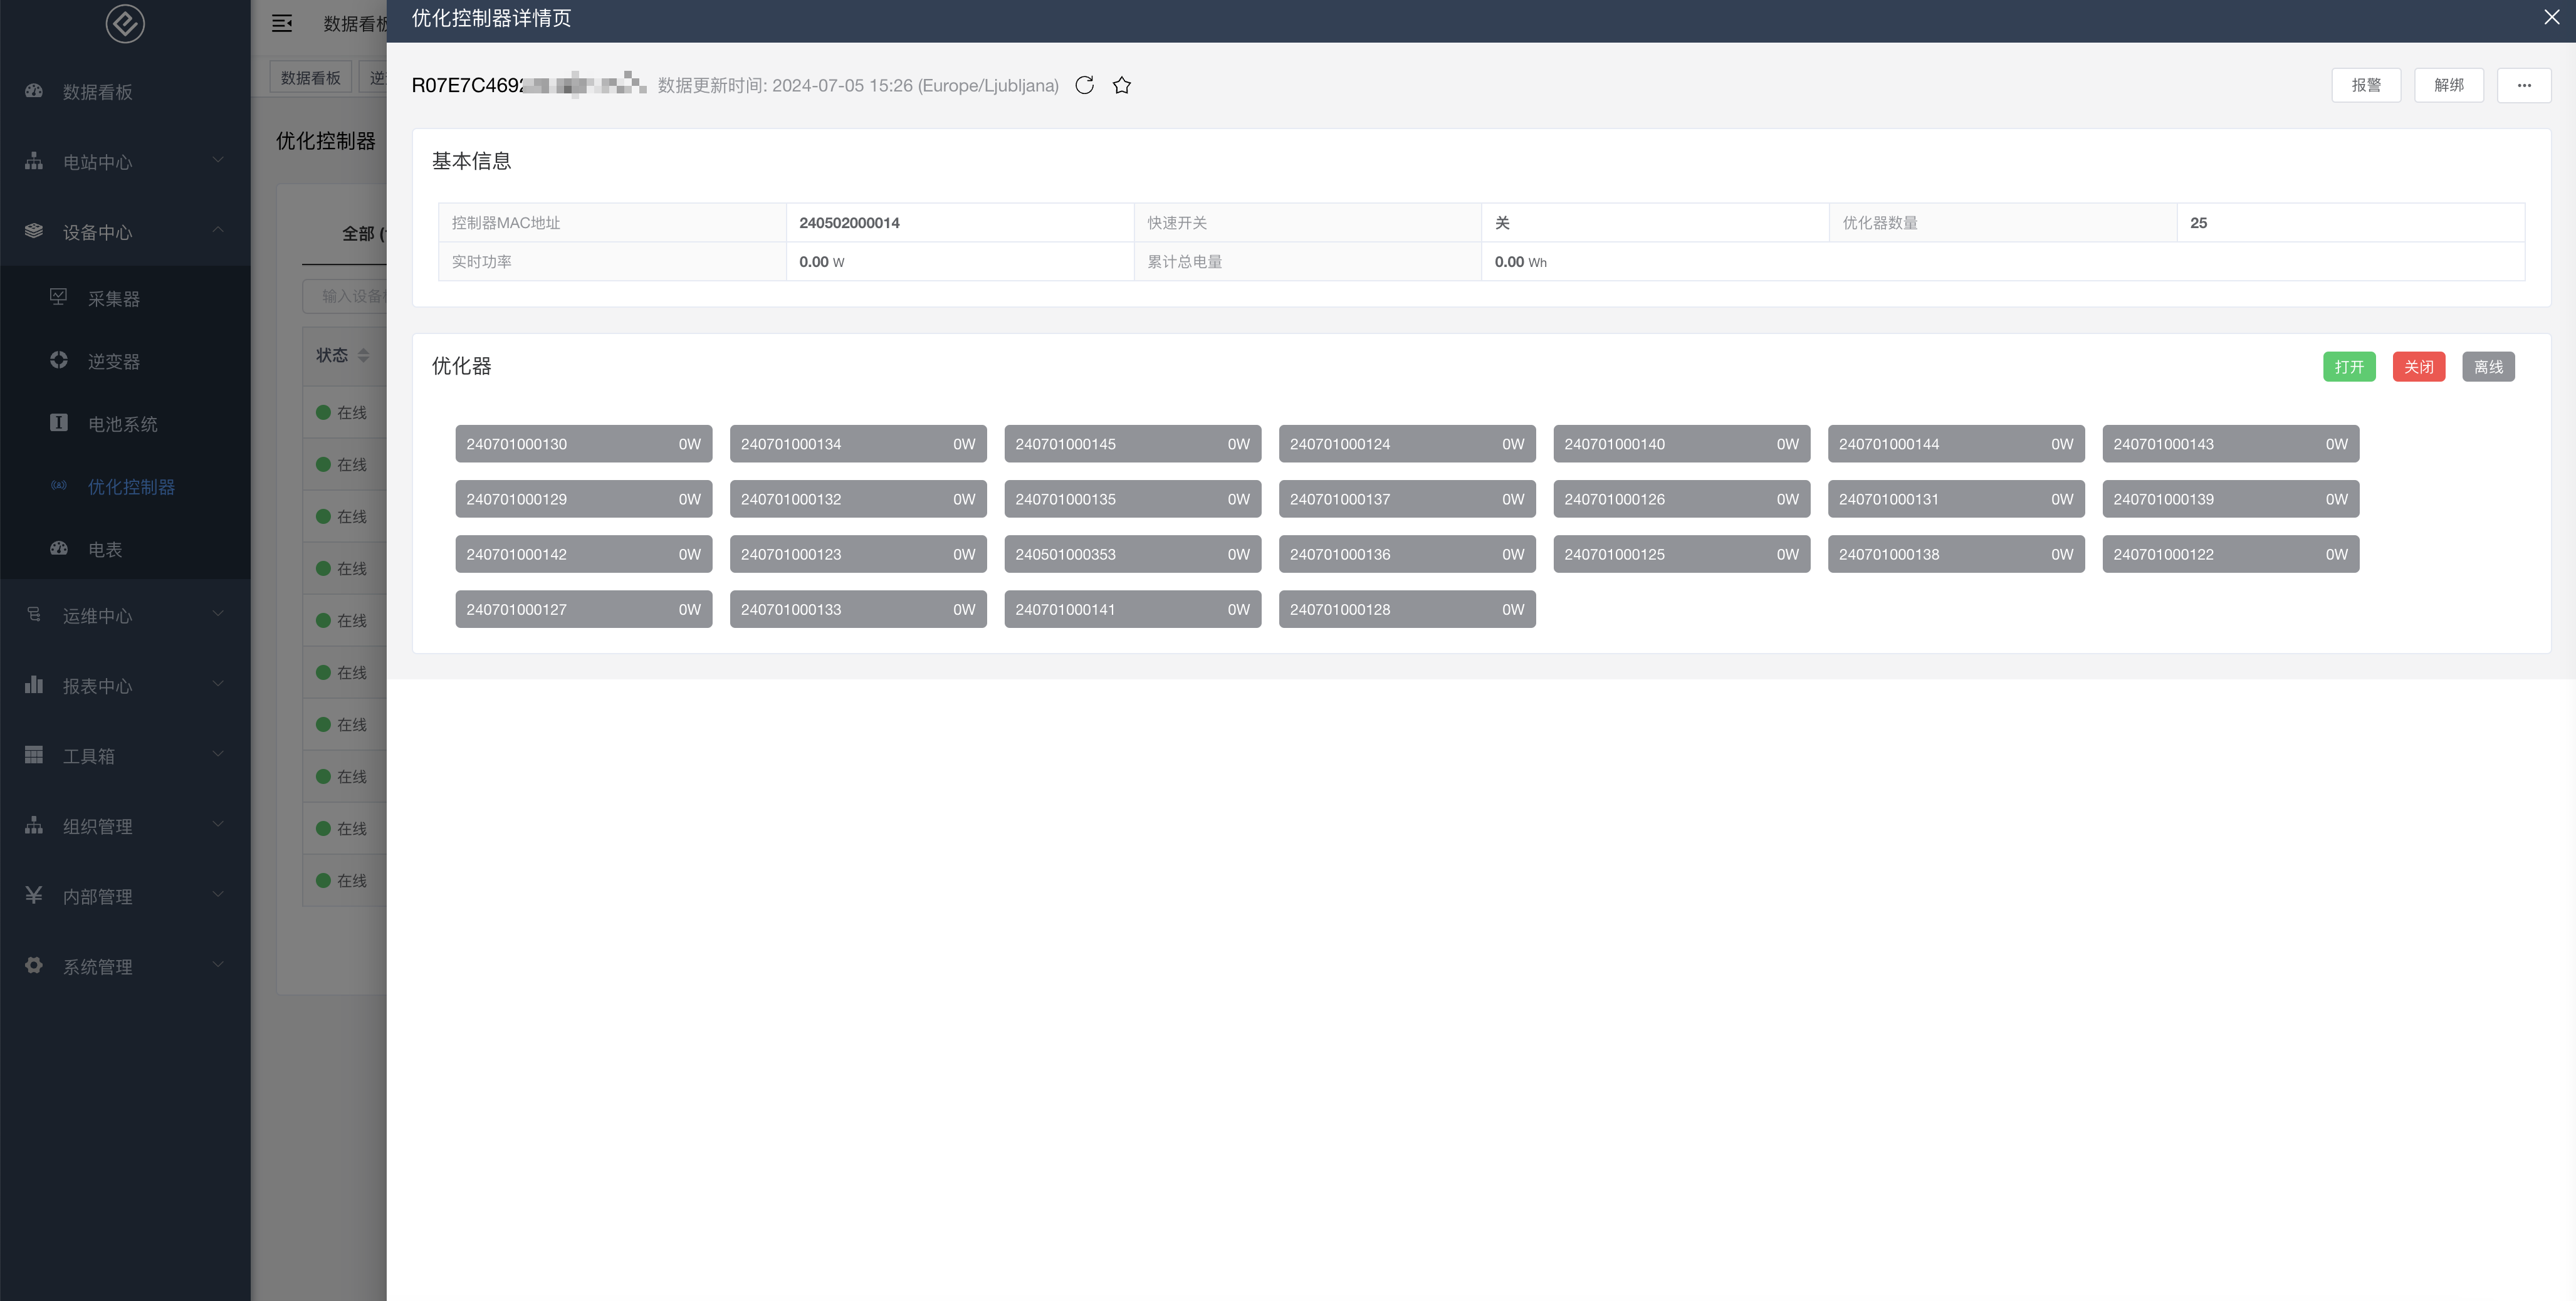 优化控制器详情页
数据看板
电站中心
设备中心
采集器
逆变器
电池系统
优化控制器
电表
运维中心
报表中心
工具箱
组织管理
内部管理
系统管理
数据看板
数据看板
优化控制器
全部
输入设备
状态
在线
在线
在线
在线
在线
在线
在线
在线
在线
在线
R07E7C469 数据更新时间: 2024-07-05 15:26 (Europe/Ljubljana)
报警 解绑 ···
基本信息
控制器MAC地址 240502000014 快速开关 关 优化器数量 25
实时功率 0.00 W 累计总电量 0.00 Wh
优化器
打开 关闭 离线
240701000130 0W 240701000134 0W 240701000145 0W 240701000124 0W 240701000140 0W 240701000144 0W 240701000143 0W
240701000129 0W 240701000132 0W 240701000135 0W 240701000137 0W 240701000126 0W 240701000131 0W 240701000139 0W
240701000142 0W 240701000123 0W 240501000353 0W 240701000136 0W 240701000125 0W 240701000138 0W 240701000122 0W
240701000127 0W 240701000133 0W 240701000141 0W 240701000128 0W